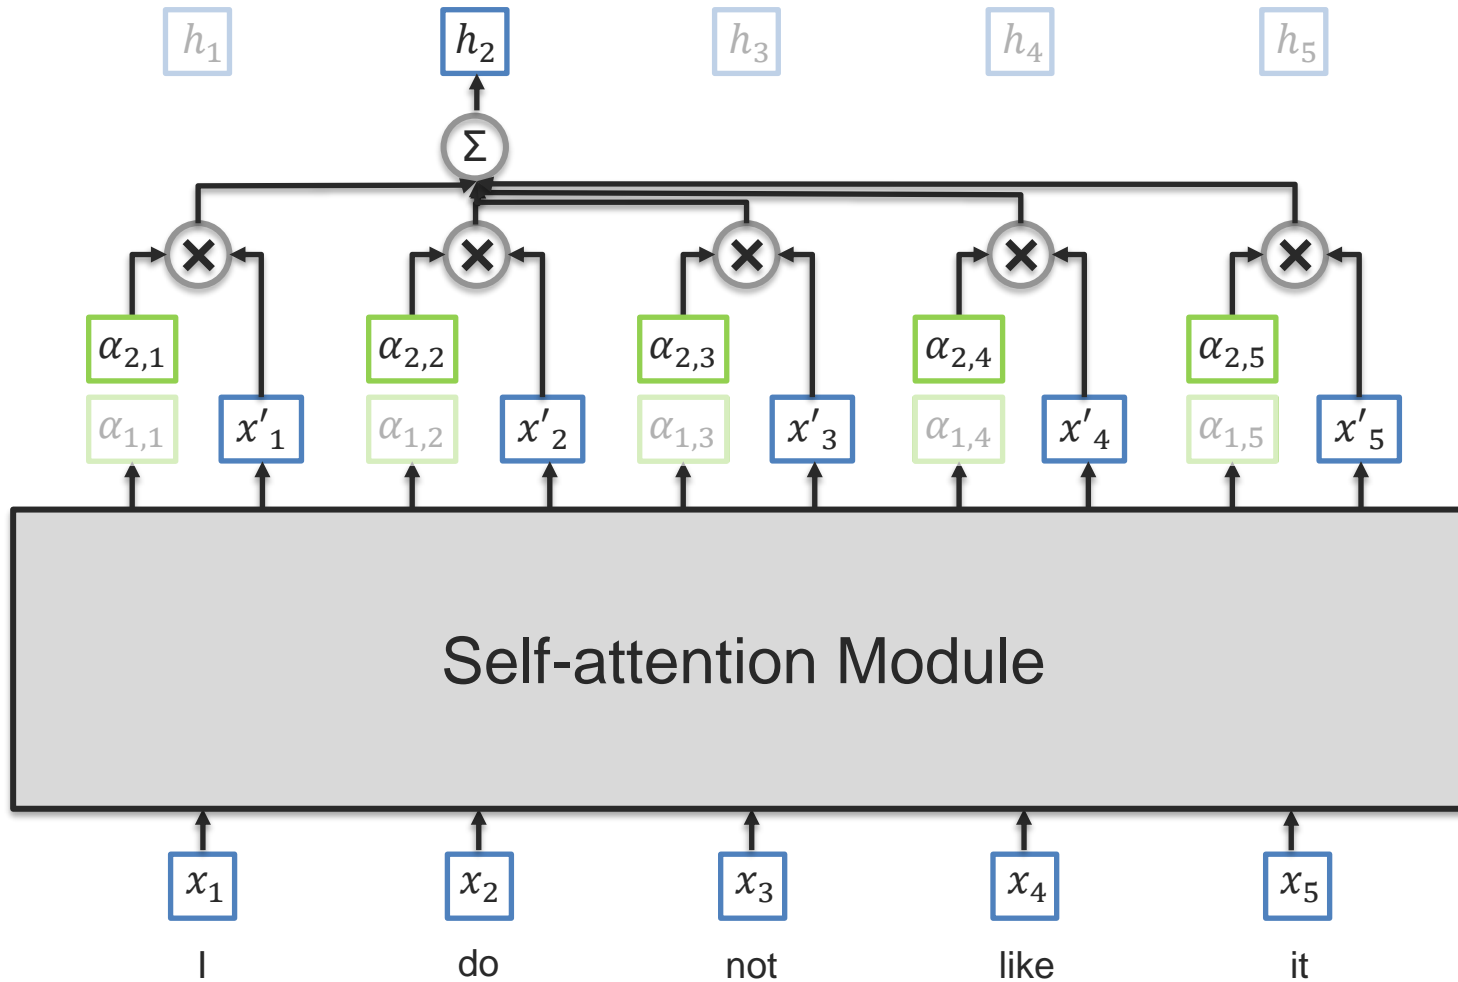 h₁ h₂ h₃ h₄ h₅
Σ
× × × × ×
α₂,₁ α₂,₂ α₂,₃ α₂,₄ α₂,₅
α₁,₁ x′₁ α₁,₂ x′₂ α₁,₃ x′₃ α₁,₄ x′₄ α₁,₅ x′₅
Self-attention Module
x₁ x₂ x₃ x₄ x₅
I do not like it